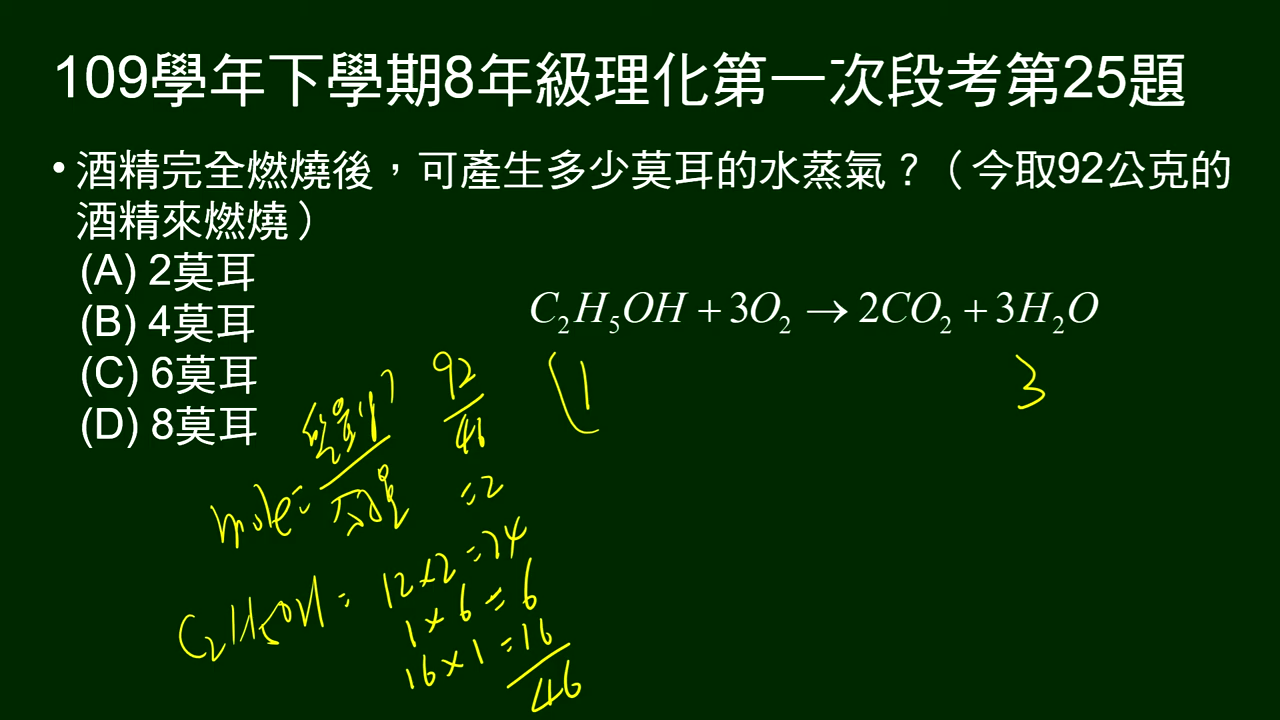 109學年下學期8年級理化第一次段考第25題
• 酒精完全燃燒後，可產生多少莫耳的水蒸氣？（今取92公克的
酒精來燃燒）
(A) 2莫耳
(B) 4莫耳
(C) 6莫耳
(D) 8莫耳
C₂H₅OH + 3O₂ → 2CO₂ + 3H₂O
1 3
mole=
92
46
=2
C₂H₅OH = 12×2=24
1×6=6
16×1=16
46